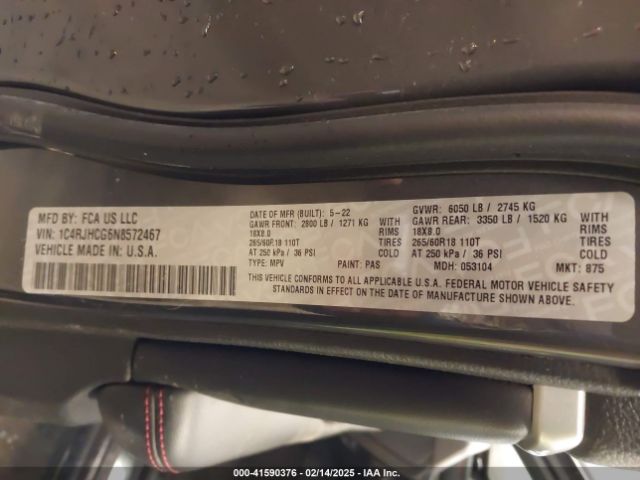 MFD BY: FCA US LLC
VIN: 1C4RJHCG6N8572467
VEHICLE MADE IN U.S.A.
DATE OF MFR (BUILT): 5-22 GVWR: 6050 LB / 2745 KG
GAWR FRONT: 2800 LB / 1271 KG WITH GAWR REAR: 3350 LB / 1520 KG WITH
18X8.0 RIMS 18X8.0 RIMS
265/60R18 110T TIRES 265/60R18 110T TIRES
AT 250 kPa / 36 PSI COLD AT 250 kPa / 36 PSI COLD
TYPE: MPV PAINT: PAS MDH: 053104 MKT: 875
THIS VEHICLE CONFORMS TO ALL APPLICABLE U.S.A. FEDERAL MOTOR VEHICLE SAFETY
STANDARDS IN EFFECT ON THE DATE OF MANUFACTURE SHOWN ABOVE.
000-41590376 - 02/14/2025 - IAA Inc.